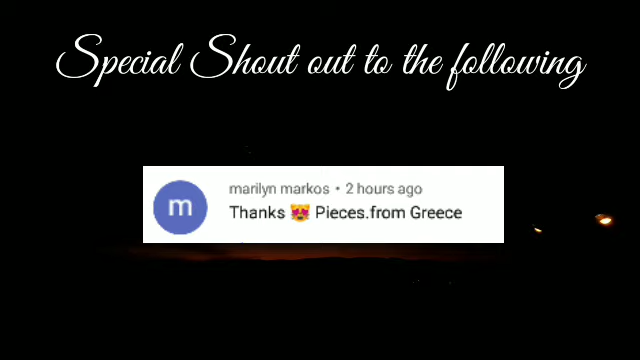 Special Shout out to the following
m
marilyn markos • 2 hours ago
Thanks 😻 Pieces.from Greece